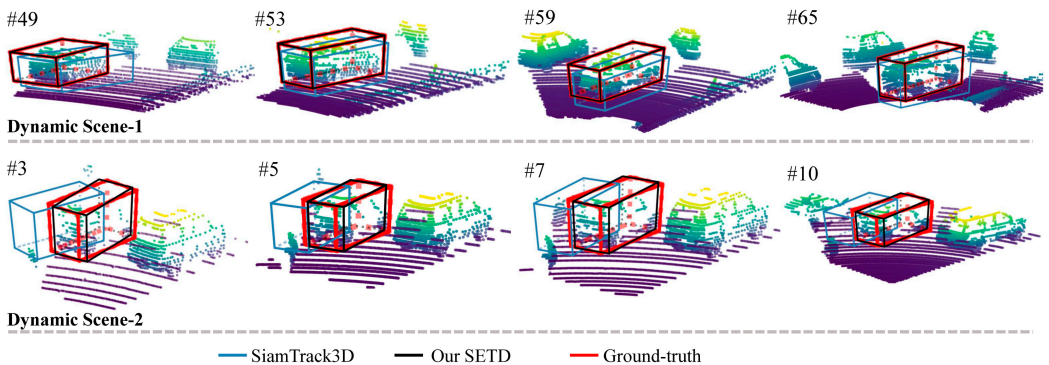 #49
#53
#59
#65
Dynamic Scene-1
#3
#5
#7
#10
Dynamic Scene-2
SiamTrack3D
Our SETD
Ground-truth